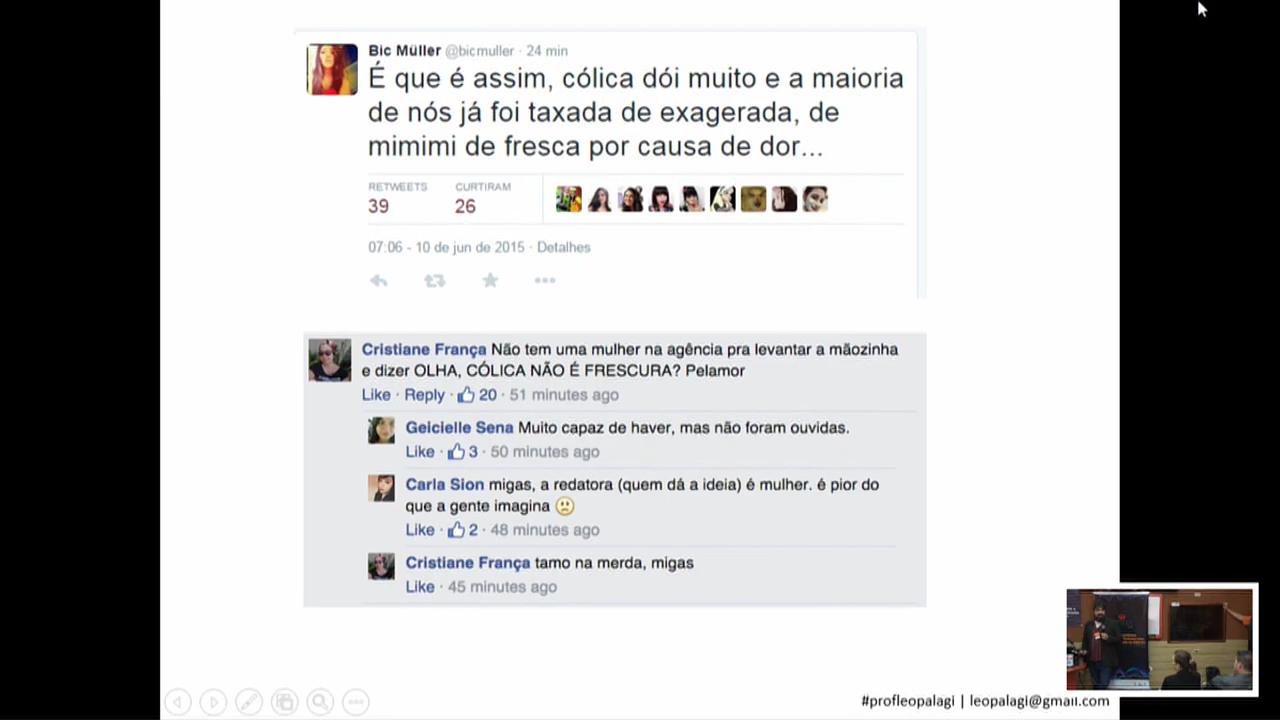 Bic Müller @bicmuller · 24 min
É que é assim, cólica dói muito e a maioria
de nós já foi taxada de exagerada, de
mimimi de fresca por causa de dor...
RETWEETS CURTIRAM
39 26
07:06 - 10 de jun de 2015 · Detalhes
Cristiane França Não tem uma mulher na agência pra levantar a mãozinha
e dizer OLHA, CÓLICA NÃO É FRESCURA? Pelamor
Like · Reply · 20 · 51 minutes ago
Geicielle Sena Muito capaz de haver, mas não foram ouvidas.
Like · 3 · 50 minutes ago
Carla Sion migas, a redatora (quem dá a ideia) é mulher. é pior do
que a gente imagina
Like · 2 · 48 minutes ago
Cristiane França tamo na merda, migas
Like · 45 minutes ago
#profleopalagi | leopalagi@gmail.com